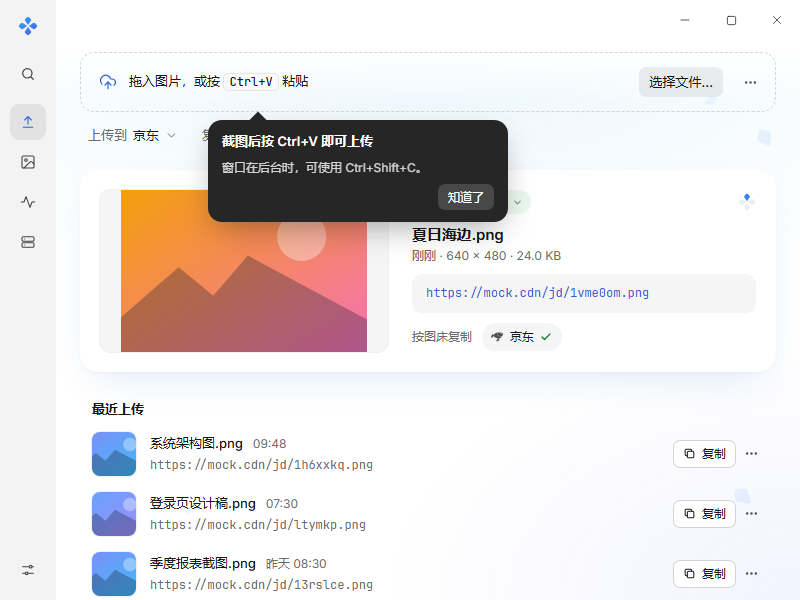 拖入图片，或按 Ctrl+V 粘贴
选择文件...
上传到 京东
截图后按 Ctrl+V 即可上传
窗口在后台时，可使用 Ctrl+Shift+C。
知道了
夏日海边.png
刚刚 · 640 × 480 · 24.0 KB
https://mock.cdn/jd/1vme0om.png
按图床复制 京东
最近上传
系统架构图.png 09:48
https://mock.cdn/jd/1h6xxkq.png
复制
登录页设计稿.png 07:30
https://mock.cdn/jd/ltymkp.png
复制
季度报表截图.png 昨天 08:30
https://mock.cdn/jd/13rslce.png
复制